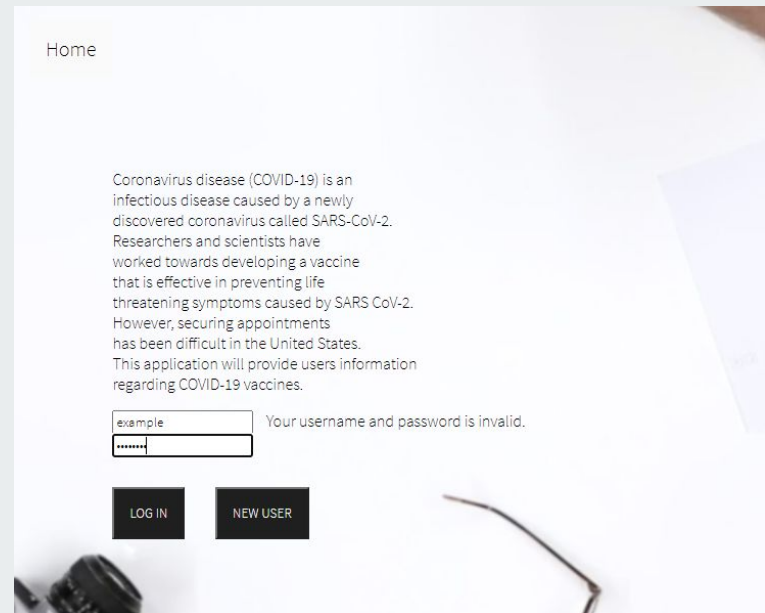 Home
Coronavirus disease (COVID-19) is an
infectious disease caused by a newly
discovered coronavirus called SARS-CoV-2.
Researchers and scientists have
worked towards developing a vaccine
that is effective in preventing life
threatening symptoms caused by SARS CoV-2.
However, securing appointments
has been difficult in the United States.
This application will provide users information
regarding COVID-19 vaccines.
example Your username and password is invalid.
LOG IN NEW USER